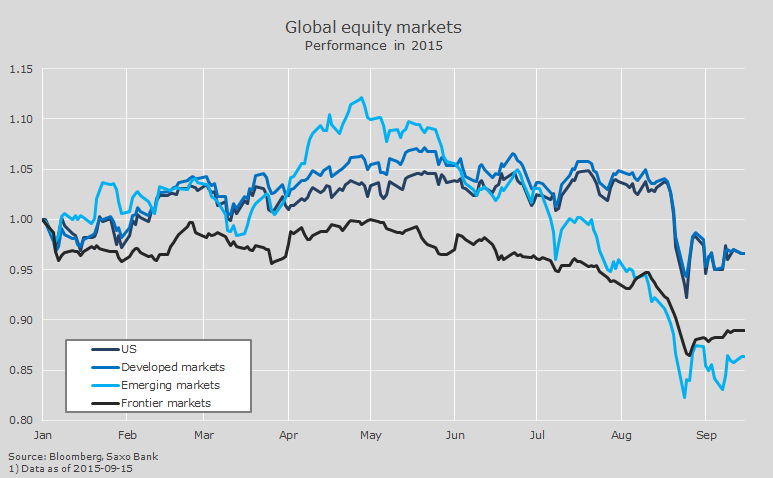 Global equity markets
Performance in 2015
1.15
1.10
1.05
1.00
0.95
0.90
0.85
0.80
US
Developed markets
Emerging markets
Frontier markets
Jan Feb Mar Apr May Jun Jul Aug Sep
Source: Bloomberg, Saxo Bank
1) Data as of 2015-09-15